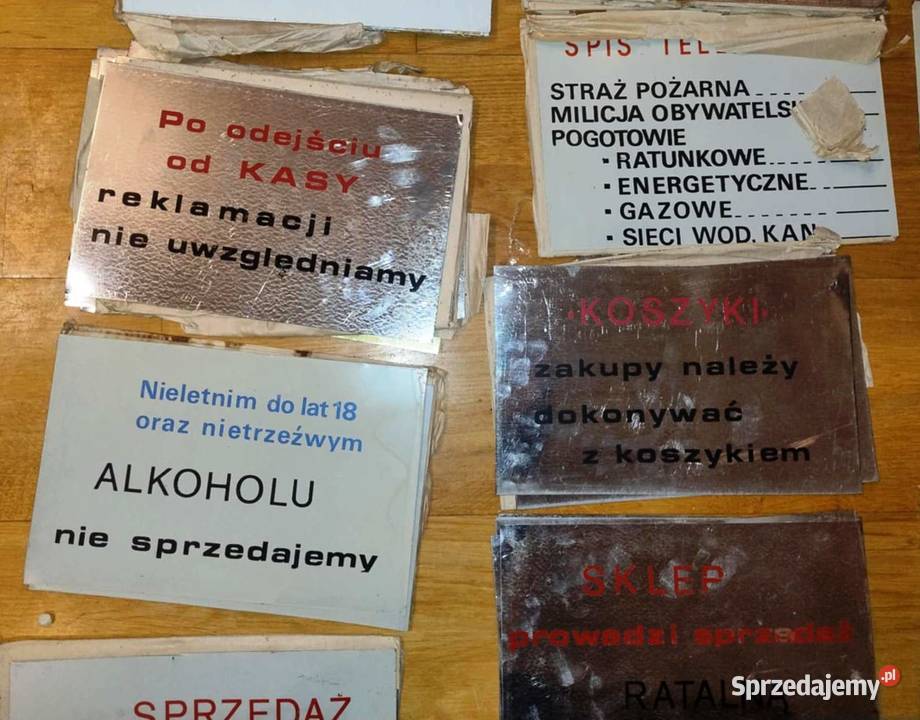 Po odejściu
od KASY
reklamacji
nie uwzględniamy
SPIS
STRAŻ POŻARNA
MILICJA
POGOTOWIE
▪ RATUNKOWE
▪ ENERGETYCZNE
▪ GAZOWE
▪ SIECI WOD. KAN
Nieletnim do lat 18
oraz nietrzeźwym
ALKOHOLU
nie sprzedajemy
KOSZYKI
zakupy należy
dokonywać
z koszykiem
SPRZEDAŻ
SKLEP
prowadzi sprzedaż
RATALNĄ
Sprzedajemy.pl